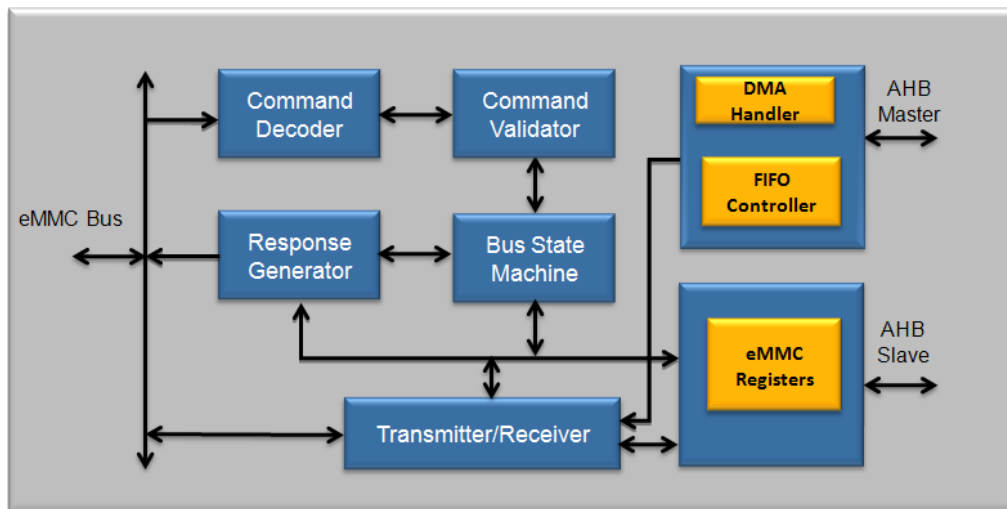 Command
Decoder
Command
Validator
DMA
Handler
AHB
Master
FIFO
Controller
eMMC Bus
Response
Generator
Bus State
Machine
eMMC
Registers
AHB
Slave
Transmitter/Receiver